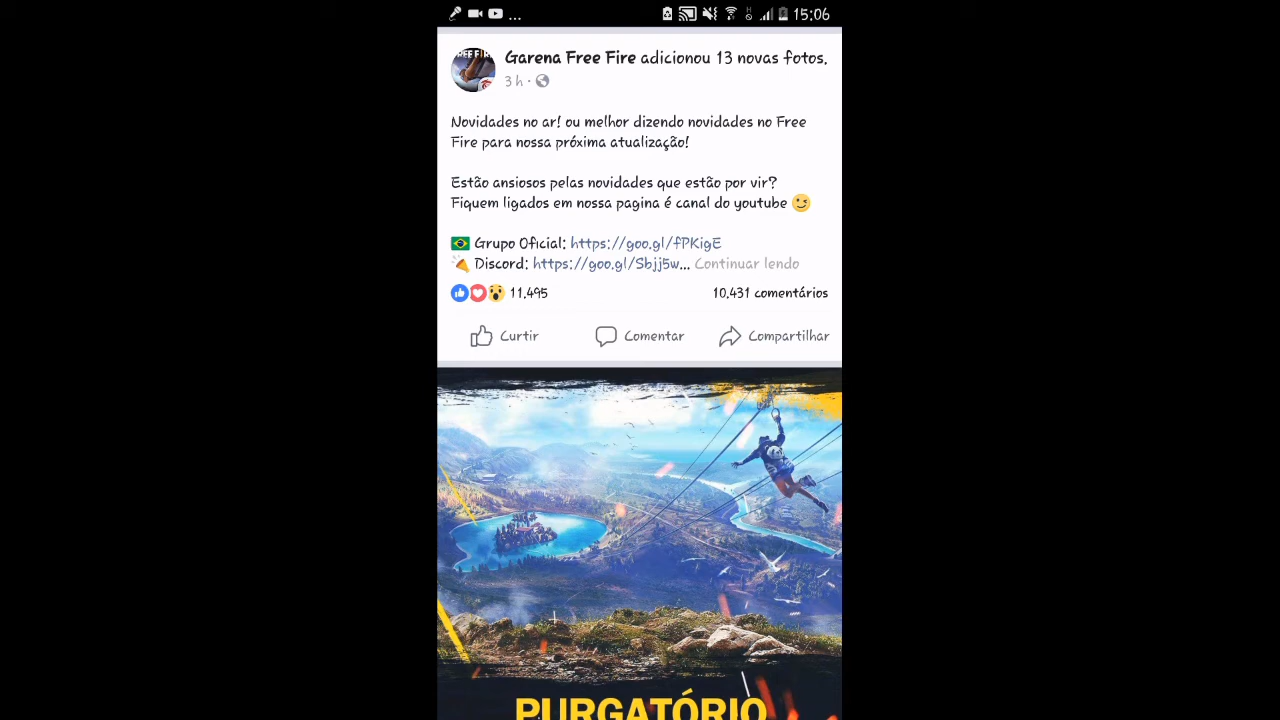 ... 15:06
Garena Free Fire adicionou 13 novas fotos.
3 h ·
Novidades no ar! ou melhor dizendo novidades no Free
Fire para nossa próxima atualização!
Estão ansiosos pelas novidades que estão por vir?
Fiquem ligados em nossa pagina é canal do youtube 😉
🇧🇷 Grupo Oficial: https://goo.gl/fPKigE
Discord: https://goo.gl/Sbjj5w... Continuar lendo
11.495 10.431 comentários
Curtir Comentar Compartilhar
PURGATÓRIO